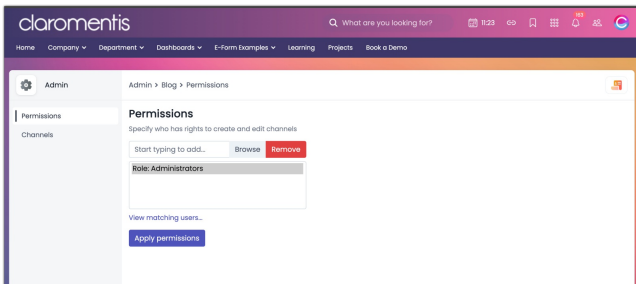 claromentis
What are you looking for?
11:23
193
Home Company Department Dashboards E-Form Examples Learning Projects Book a Demo
Admin
Admin > Blog > Permissions
Permissions
Channels
Permissions
Specify who has rights to create and edit channels
Start typing to add... Browse Remove
Role: Administrators
View matching users...
Apply permissions